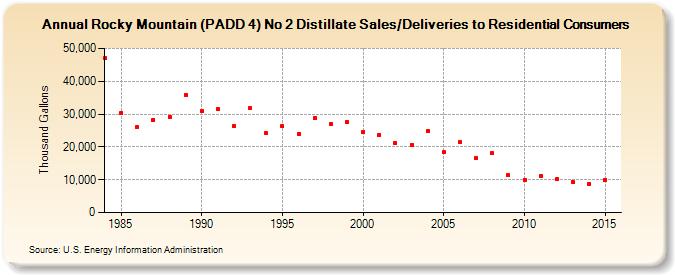 Annual Rocky Mountain (PADD 4) No 2 Distillate Sales/Deliveries to Residential Consumers
Thousand Gallons
50,000
40,000
30,000
20,000
10,000
0
1985 1990 1995 2000 2005 2010 2015
Source: U.S. Energy Information Administration